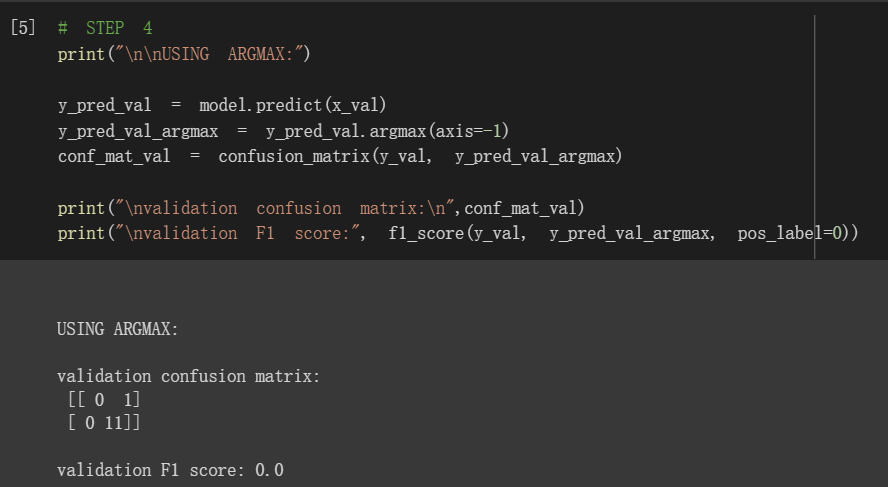 [5] # STEP 4
print("\n\nUSING ARGMAX:")
y_pred_val = model.predict(x_val)
y_pred_val_argmax = y_pred_val.argmax(axis=-1)
conf_mat_val = confusion_matrix(y_val, y_pred_val_argmax)
print("\nvalidation confusion matrix:\n",conf_mat_val)
print("\nvalidation F1 score:", f1_score(y_val, y_pred_val_argmax, pos_label=0))
USING ARGMAX:
validation confusion matrix:
[[ 0 1]
[ 0 11]]
validation F1 score: 0.0